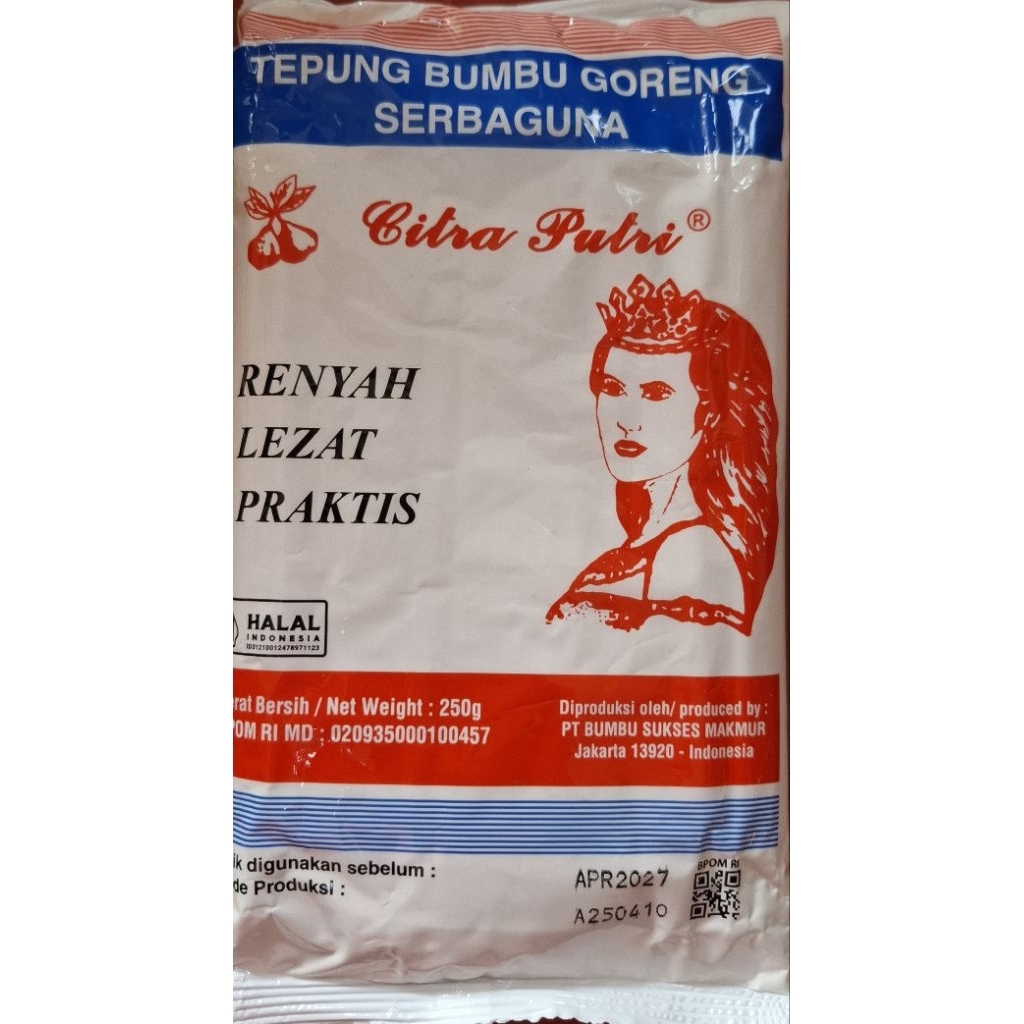 TEPUNG BUMBU GORENG
SERBAGUNA
Citra Putri ®
RENYAH
LEZAT
PRAKTIS
HALAL
INDONESIA
ID31210012478971123
erat Bersih / Net Weight : 250g
POM RI MD : 020935000100457
Diproduksi oleh/ produced by :
PT BUMBU SUKSES MAKMUR
Jakarta 13920 - Indonesia
ik digunakan sebelum :
de Produksi :
BPOM RI
APR2027
A250410